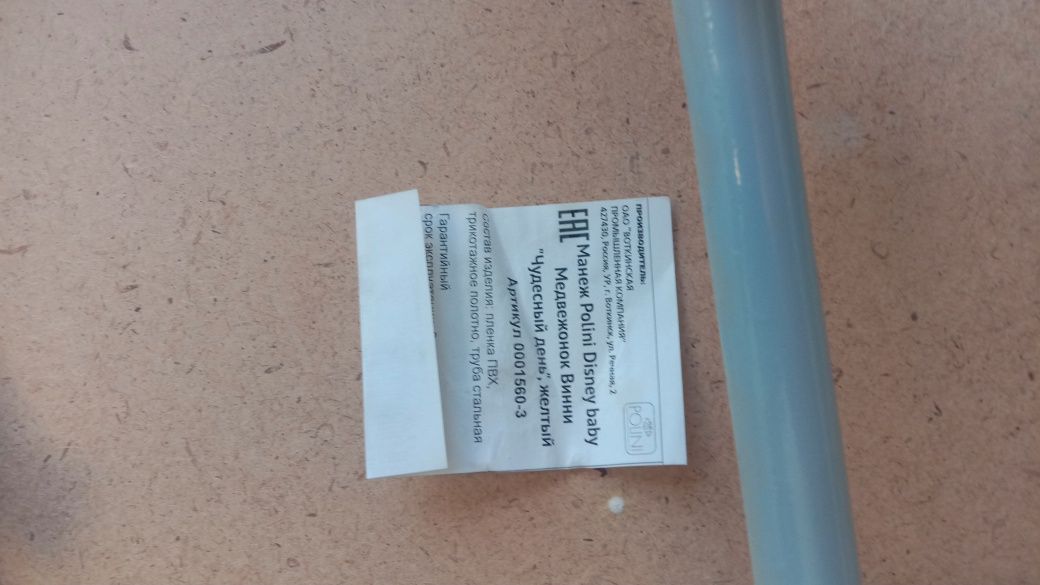 ПРОИЗВОДИТЕЛЬ:
ОАО "ВОТКИНСКАЯ
ПРОМЫШЛЕННАЯ КОМПАНИЯ"
427430, Россия, УР, г. Воткинск, ул. Речная, 2
POLINI
EAC
Манеж Polini Disney baby
Медвежонок Винни
"Чудесный день", желтый
Артикул 0001560-3
Состав изделия: пленка ПВХ,
трикотажное полотно, труба стальная
Гарантийный
срок